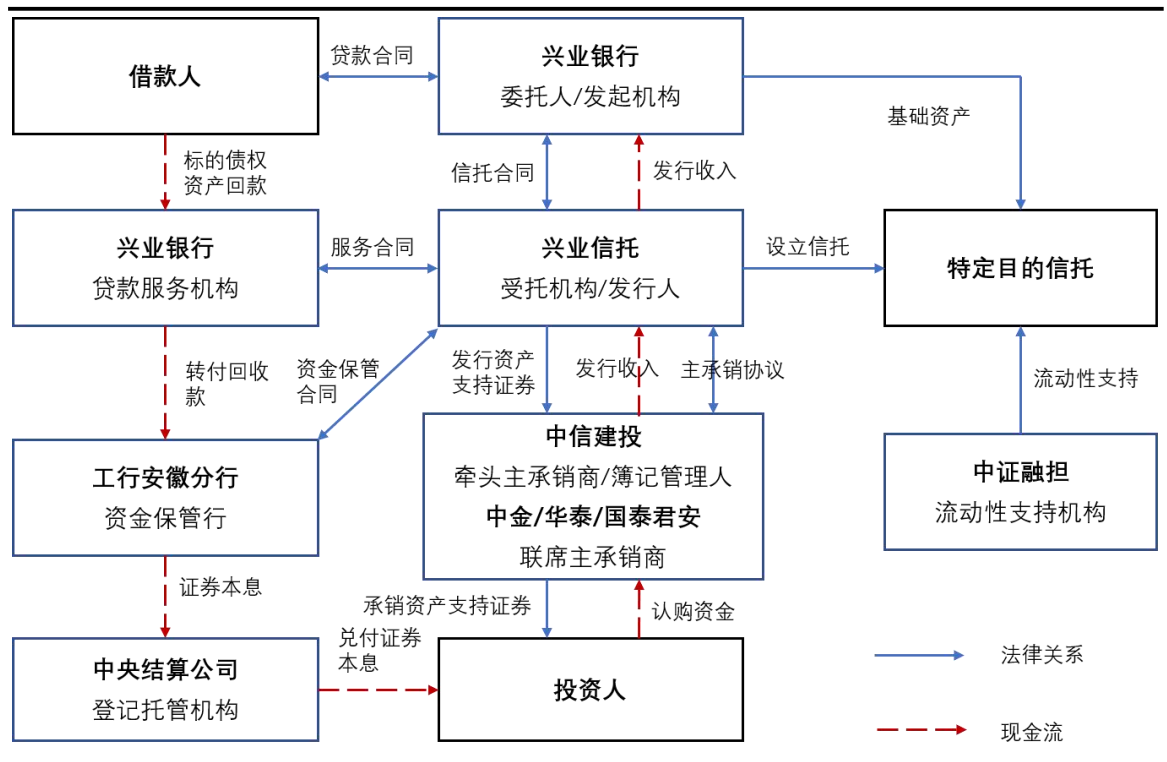 借款人
贷款合同
兴业银行
委托人/发起机构
基础资产
标的债权
资产回款
信托合同
发行收入
兴业银行
贷款服务机构
服务合同
兴业信托
受托机构/发行人
设立信托
特定目的信托
转付回收
款
资金保管
合同
发行资产
支持证券
发行收入
主承销协议
流动性支持
工行安徽分行
资金保管行
中信建投
牵头主承销商/簿记管理人
中金/华泰/国泰君安
联席主承销商
中证融担
流动性支持机构
证券本息
承销资产支持证券
认购资金
中央结算公司
登记托管机构
兑付证券
本息
投资人
法律关系
现金流